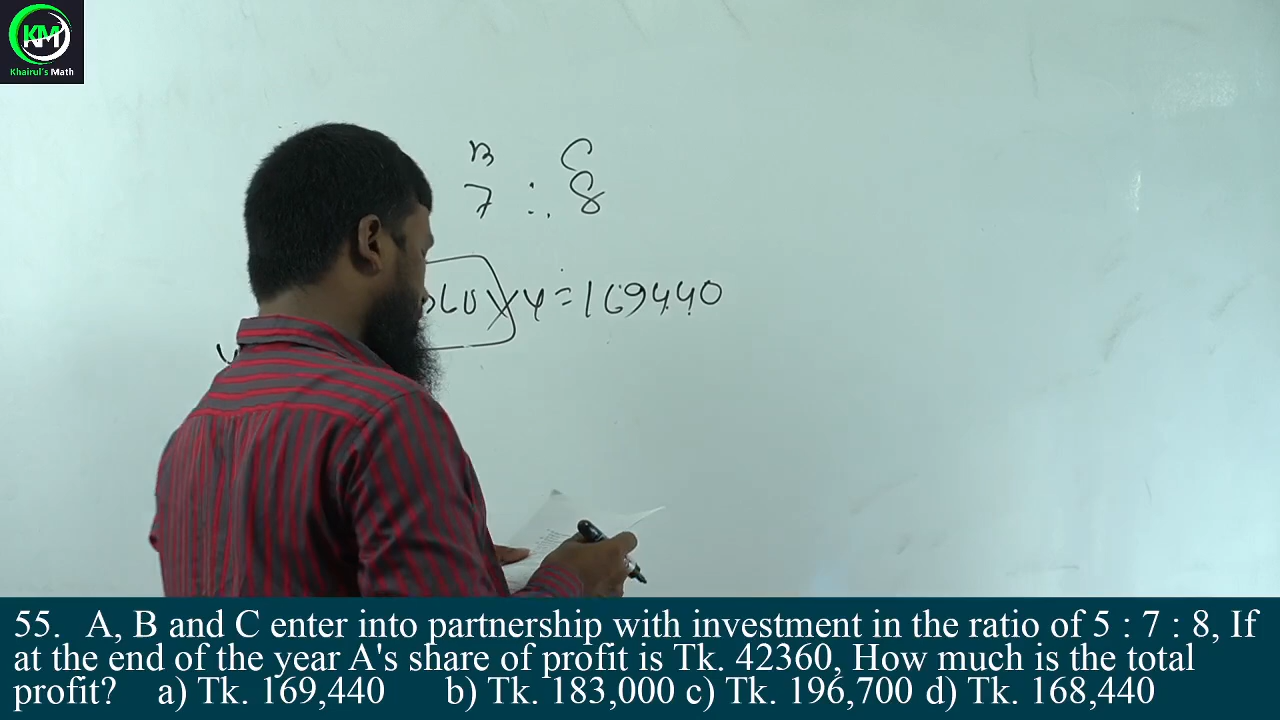 KM
Khairul's Math
B C
7 : 8
×4=169440
55. A, B and C enter into partnership with investment in the ratio of 5 : 7 : 8, If
at the end of the year A's share of profit is Tk. 42360, How much is the total
profit? a) Tk. 169,440 b) Tk. 183,000 c) Tk. 196,700 d) Tk. 168,440